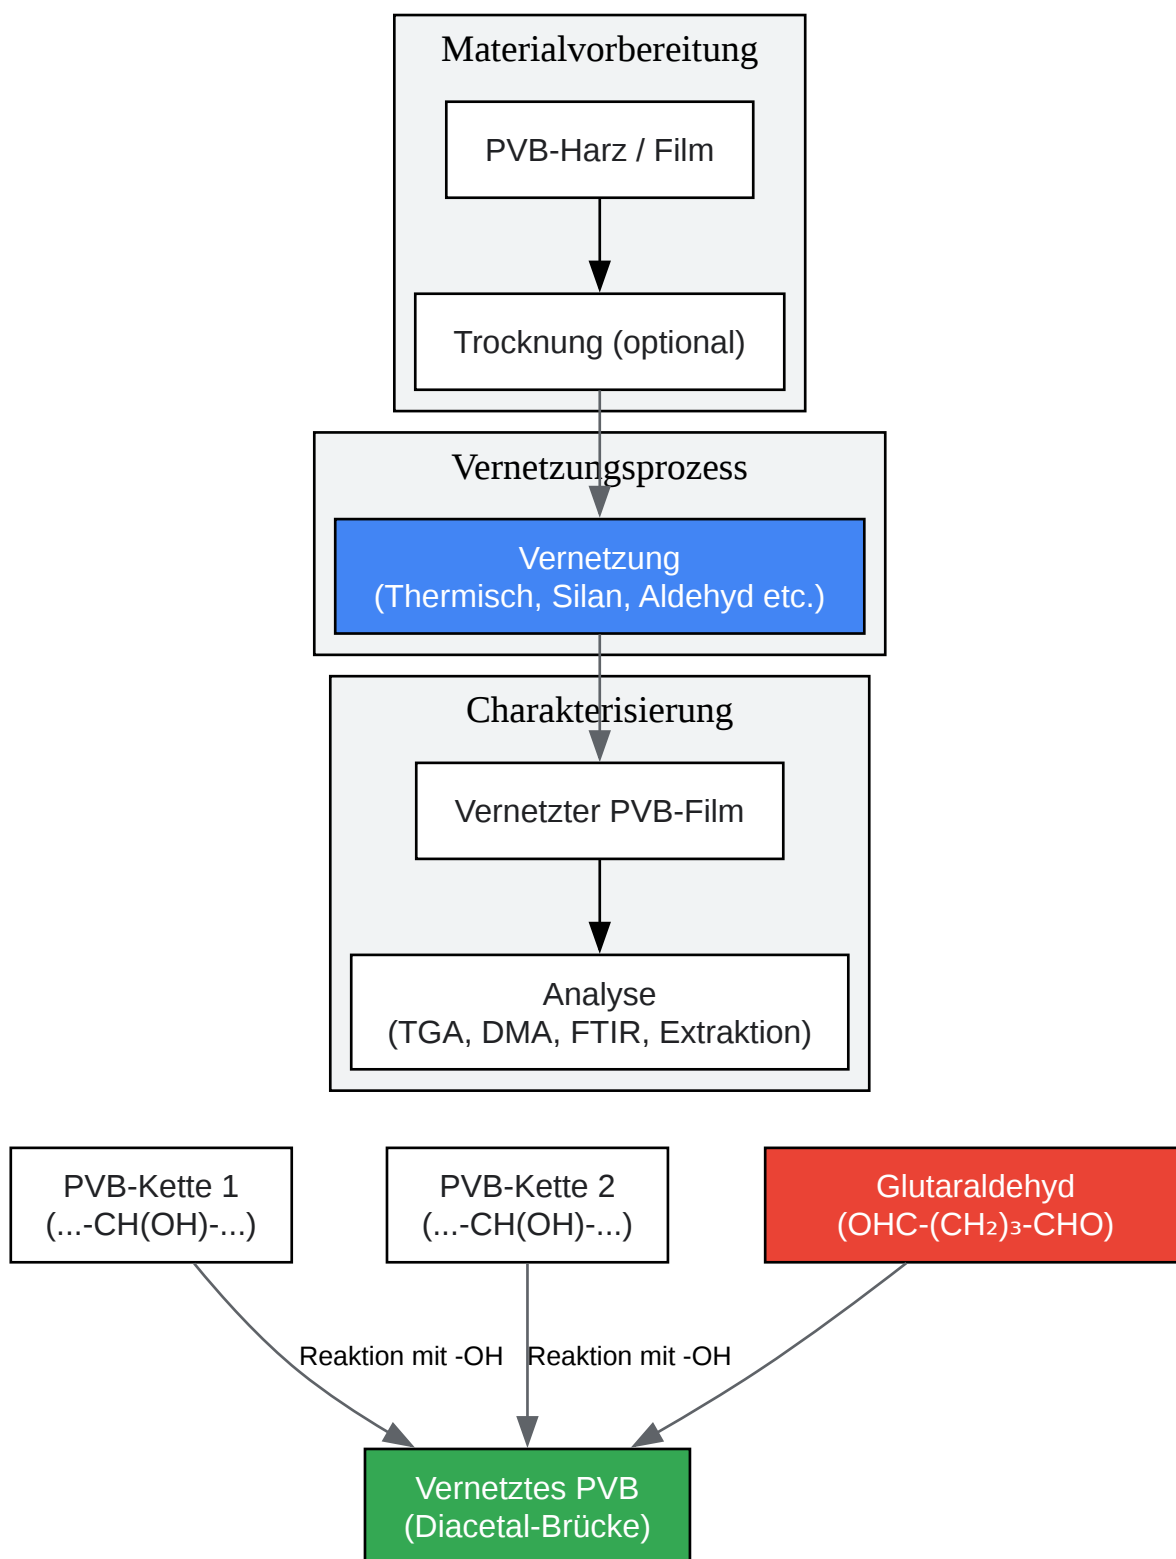 Materialvorbereitung
PVB-Harz / Film
Trocknung (optional)
Vernetzungsprozess
Vernetzung
(Thermisch, Silan, Aldehyd etc.)
Charakterisierung
Vernetzter PVB-Film
Analyse
(TGA, DMA, FTIR, Extraktion)
PVB-Kette 1
(...-CH(OH)-...)
PVB-Kette 2
(...-CH(OH)-...)
Glutaraldehyd
(OHC-(CH₂)₃-CHO)
Reaktion mit -OH
Reaktion mit -OH
Vernetztes PVB
(Diacetal-Brücke)